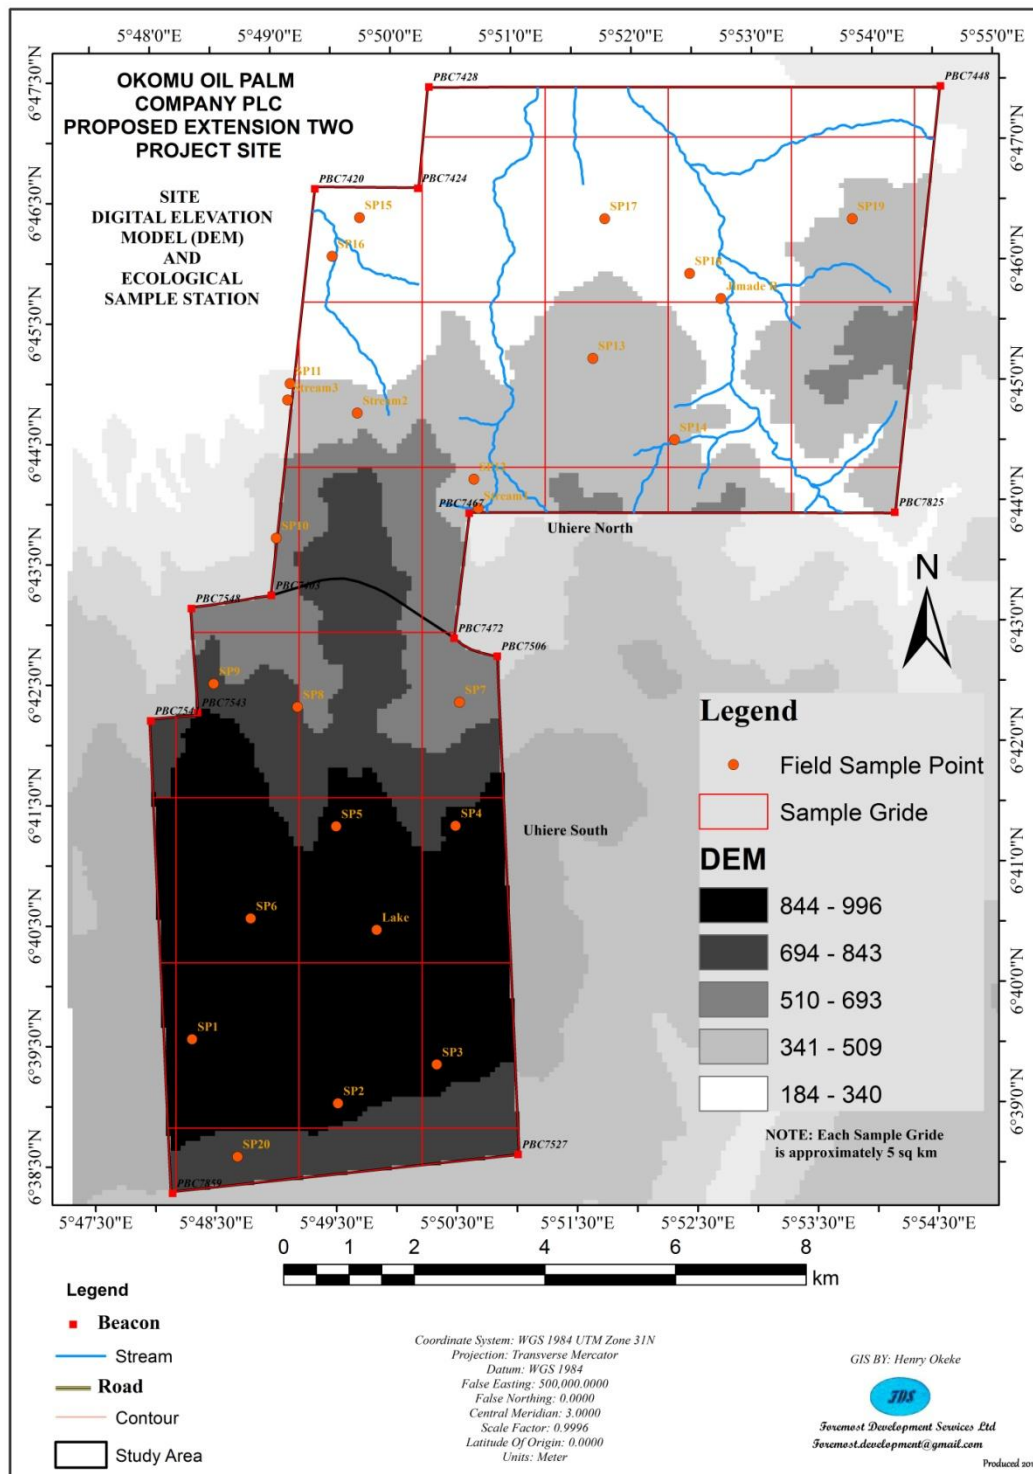 5°48'0"E 5°49'0"E 5°50'0"E 5°51'0"E 5°52'0"E 5°53'0"E 5°54'0"E 5°55'0"E
OKOMU OIL PALM
COMPANY PLC
PROPOSED EXTENSION TWO
PROJECT SITE
SITE
DIGITAL ELEVATION
MODEL (DEM)
AND
ECOLOGICAL
SAMPLE STATION
6°47'30"N
6°46'30"N
6°45'30"N
6°44'30"N
6°43'30"N
6°42'30"N
6°41'30"N
6°40'30"N
6°39'30"N
6°38'30"N
PBC7428
PBC7448
PBC7420
PBC7424
SP15
SP17
SP19
SP16
SP18
Jamade R
SP13
SP11
Stream3
Stream2
SP14
SP12
Stream1
PBC7467
PBC7825
Uhiere North
SP10
PBC7403
PBC7548
PBC7472
PBC7506
SP9
SP8
SP7
PBC7543
PBC754
SP5
SP4
Uhiere South
SP6
Lake
SP1
SP3
SP2
SP20
PBC7527
PBC7859
N
Legend
Field Sample Point
Sample Gride
DEM
844 - 996
694 - 843
510 - 693
341 - 509
184 - 340
NOTE: Each Sample Gride
is approximately 5 sq km
6°47'0"N
6°46'0"N
6°45'0"N
6°44'0"N
6°43'0"N
6°42'0"N
6°41'0"N
6°40'0"N
6°39'0"N
5°47'30"E 5°48'30"E 5°49'30"E 5°50'30"E 5°51'30"E 5°52'30"E 5°53'30"E 5°54'30"E
0 1 2 4 6 8
km
Legend
Beacon
Stream
Road
Contour
Study Area
Coordinate System: WGS 1984 UTM Zone 31N
Projection: Transverse Mercator
Datum: WGS 1984
False Easting: 500,000.0000
False Northing: 0.0000
Central Meridian: 3.0000
Scale Factor: 0.9996
Latitude Of Origin: 0.0000
Units: Meter
GIS BY: Henry Okeke
FDS
Foremost Development Services Ltd
Foremost.development@gmail.com
Produced